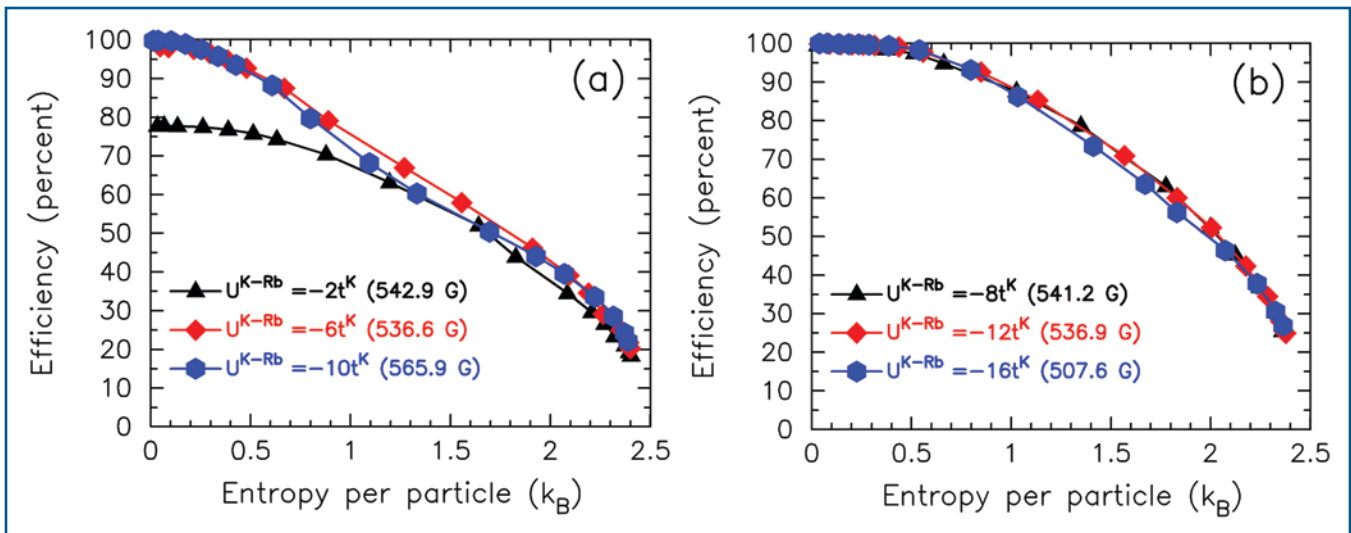 (a)
100
90
80
70
60
50
40
30
20
10
0
Efficiency (percent)
U^K−Rb =−2t^K (542.9 G)
U^K−Rb =−6t^K (536.6 G)
U^K−Rb =−10t^K (565.9 G)
0 0.5 1 1.5 2 2.5
Entropy per particle (k_B)
(b)
100
90
80
70
60
50
40
30
20
10
0
Efficiency (percent)
U^K−Rb =−8t^K (541.2 G)
U^K−Rb =−12t^K (536.9 G)
U^K−Rb =−16t^K (507.6 G)
0 0.5 1 1.5 2 2.5
Entropy per particle (k_B)